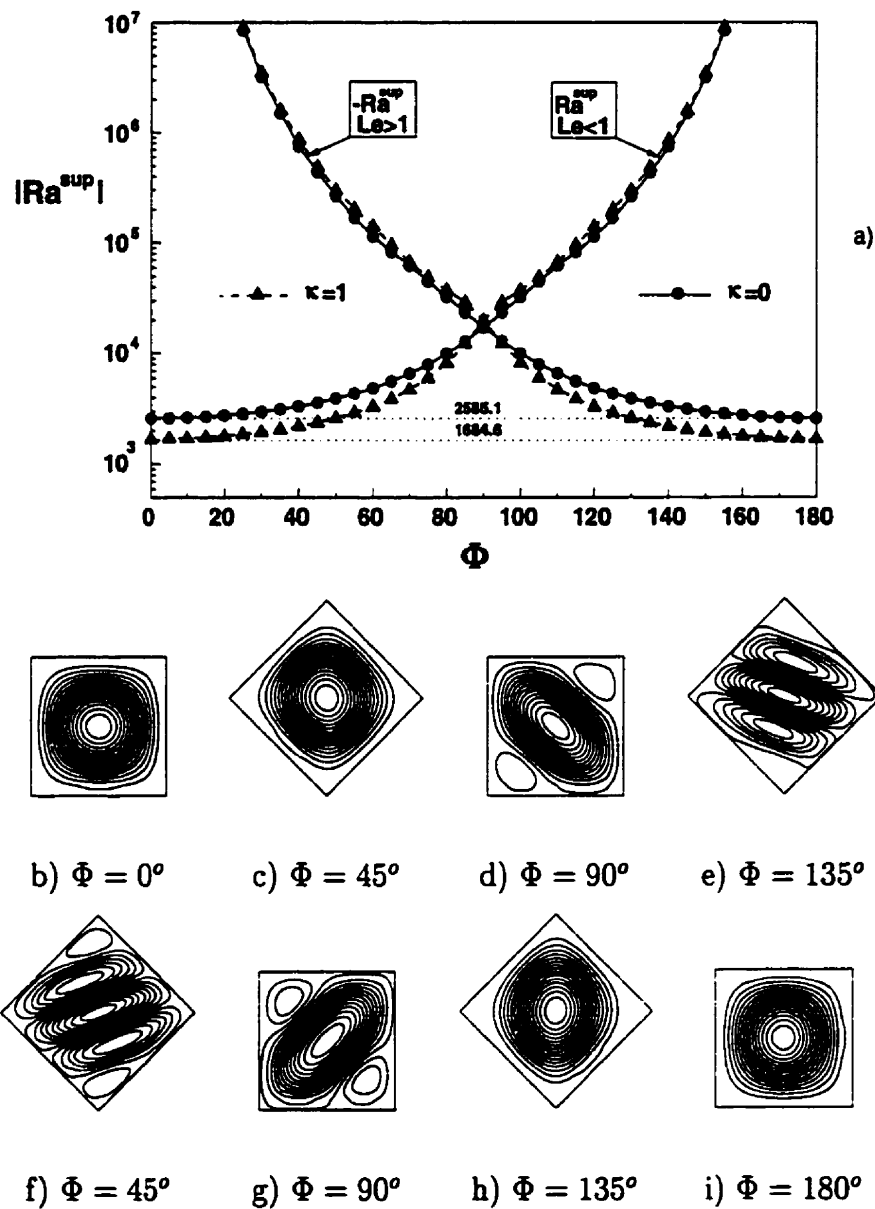 10⁷
10⁶
10⁵
10⁴
10³
|Ra^sup|
-Ra^sup
Le>1
Ra^sup
Le<1
a)
κ=1
κ=0
2585.1
1684.6
0 20 40 60 80 100 120 140 160 180
Φ
b) Φ = 0° c) Φ = 45° d) Φ = 90° e) Φ = 135°
f) Φ = 45° g) Φ = 90° h) Φ = 135° i) Φ = 180°